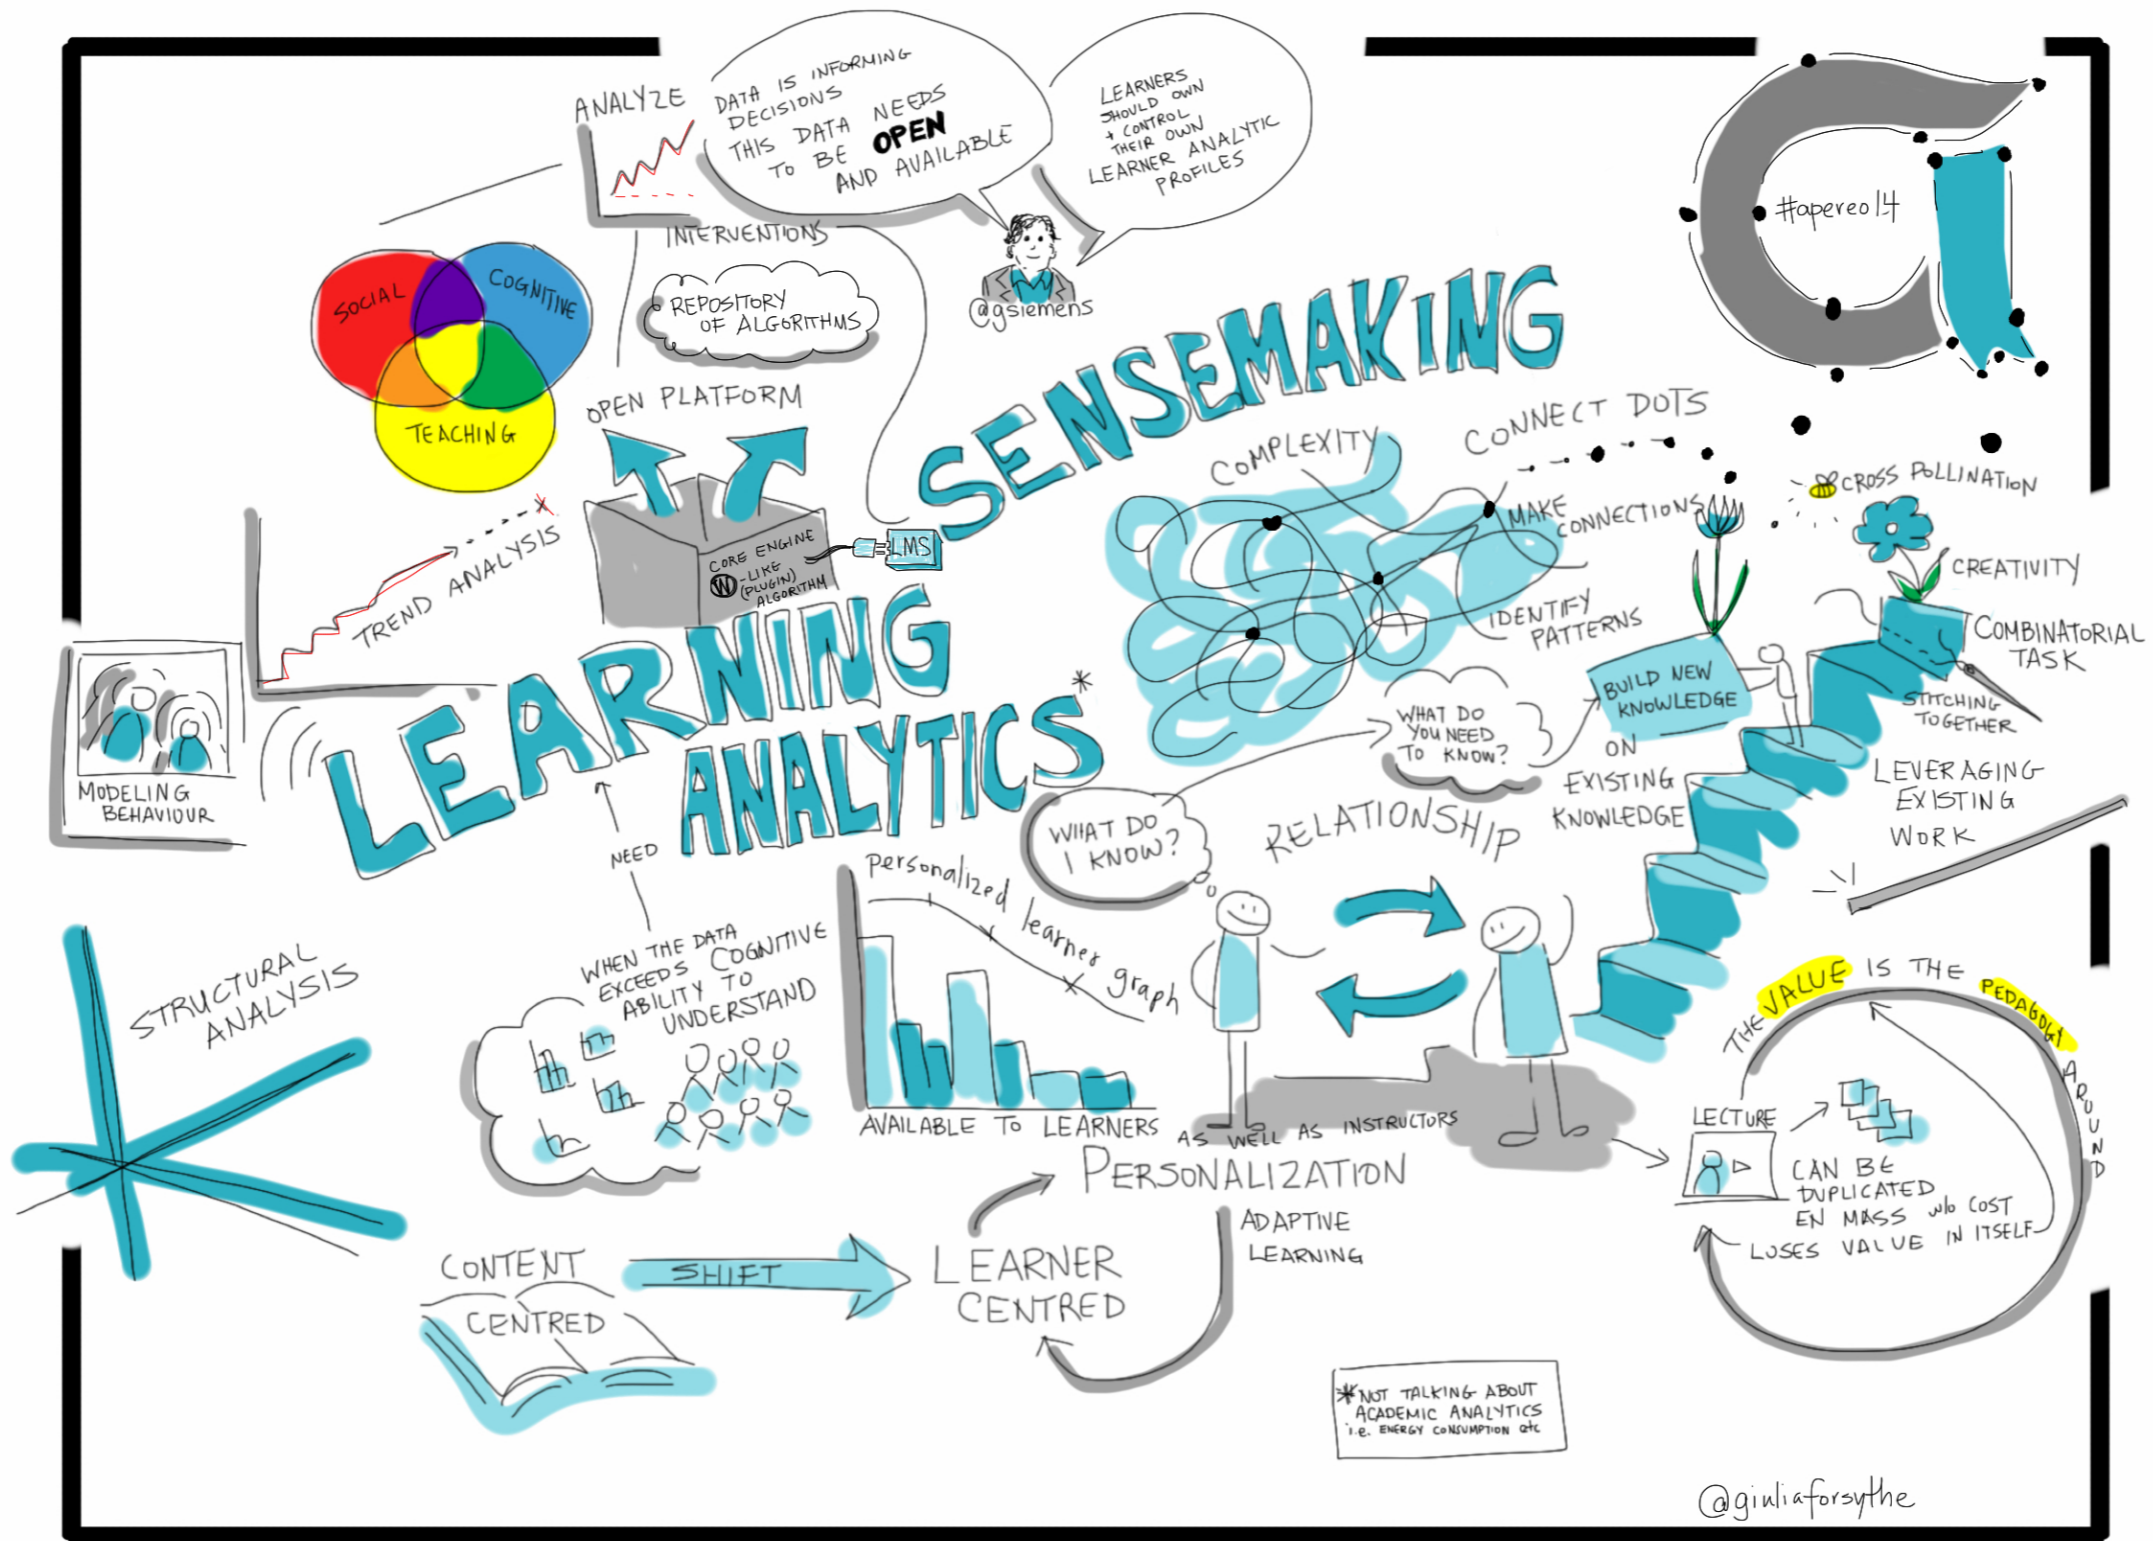 ANALYZE
DATA IS INFORMING
DECISIONS
THIS DATA NEEDS
TO BE OPEN
AND AVAILABLE
LEARNERS
SHOULD OWN
+ CONTROL
THEIR OWN
LEARNER ANALYTIC
PROFILES
@gsiemens
#apereo14
INTERVENTIONS
REPOSITORY
OF ALGORITHMS
SOCIAL
COGNITIVE
TEACHING
OPEN PLATFORM
CORE ENGINE
W-LIKE
(PLUGIN)
ALGORITHM
LMS
TREND ANALYSIS
MODELING
BEHAVIOUR
LEARNING
ANALYTICS*
SENSEMAKING
COMPLEXITY
CONNECT DOTS
MAKE
CONNECTIONS
IDENTIFY
PATTERNS
CROSS POLLINATION
CREATIVITY
COMBINATORIAL
TASK
STITCHING
TOGETHER
LEVERAGING
EXISTING
WORK
BUILD NEW
KNOWLEDGE
ON
EXISTING
KNOWLEDGE
WHAT DO
YOU NEED
TO KNOW?
WHAT DO
I KNOW?
RELATIONSHIP
NEED
WHEN THE DATA
EXCEEDS COGNITIVE
ABILITY TO
UNDERSTAND
STRUCTURAL
ANALYSIS
personalized learner graph
AVAILABLE TO LEARNERS
AS WELL AS INSTRUCTORS
PERSONALIZATION
ADAPTIVE
LEARNING
CONTENT
CENTRED
SHIFT
LEARNER
CENTRED
THE VALUE IS THE PEDAGOGY AROUND
LECTURE
CAN BE
DUPLICATED
EN MASS w/o COST
LOSES VALUE IN ITSELF
*NOT TALKING ABOUT
ACADEMIC ANALYTICS
i.e. ENERGY CONSUMPTION etc
@giuliaforsythe